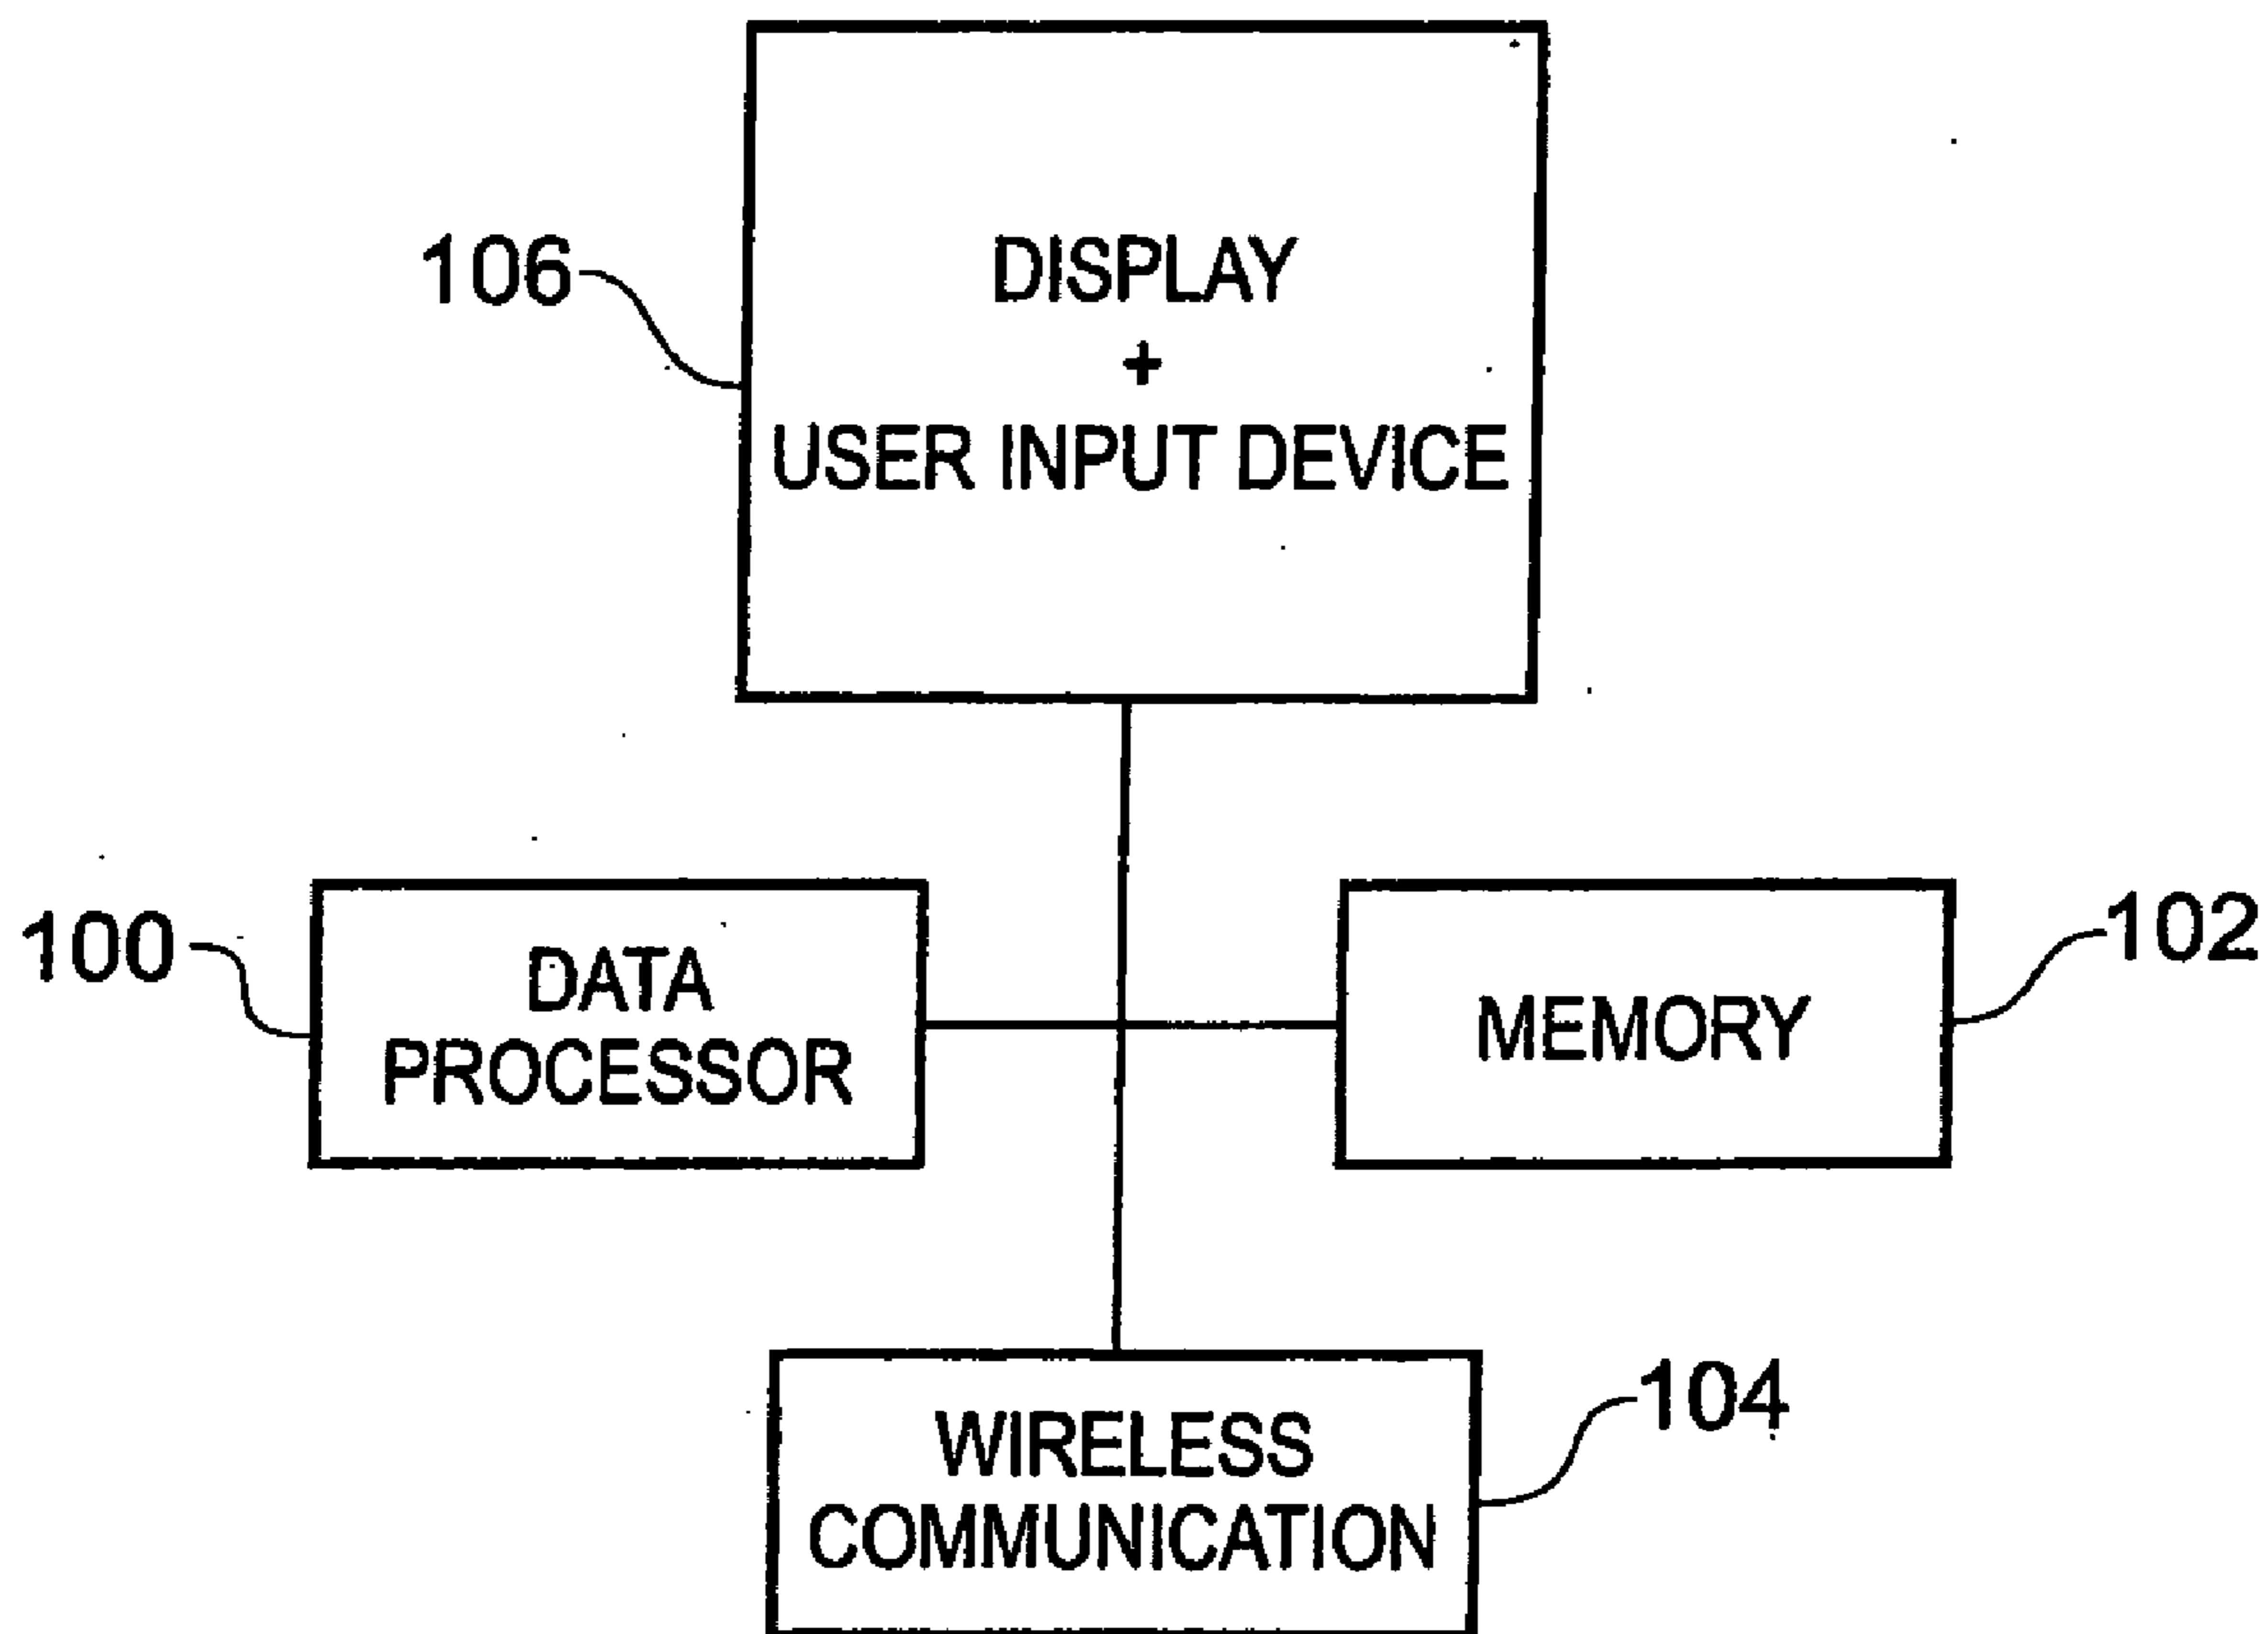 DISPLAY
+
USER INPUT DEVICE
106
100
DATA
PROCESSOR
MEMORY
102
WIRELESS
COMMUNICATION
104